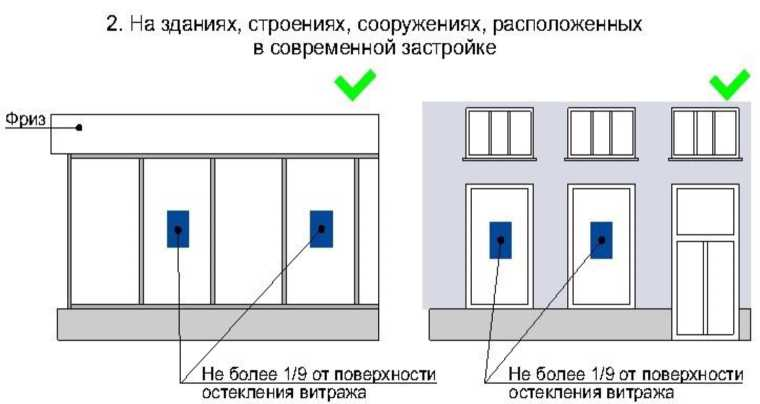 2. На зданиях, строениях, сооружениях, расположенных
в современной застройке
Фриз
Не более 1/9 от поверхности
остекления витража
Не более 1/9 от поверхности
остекления витража